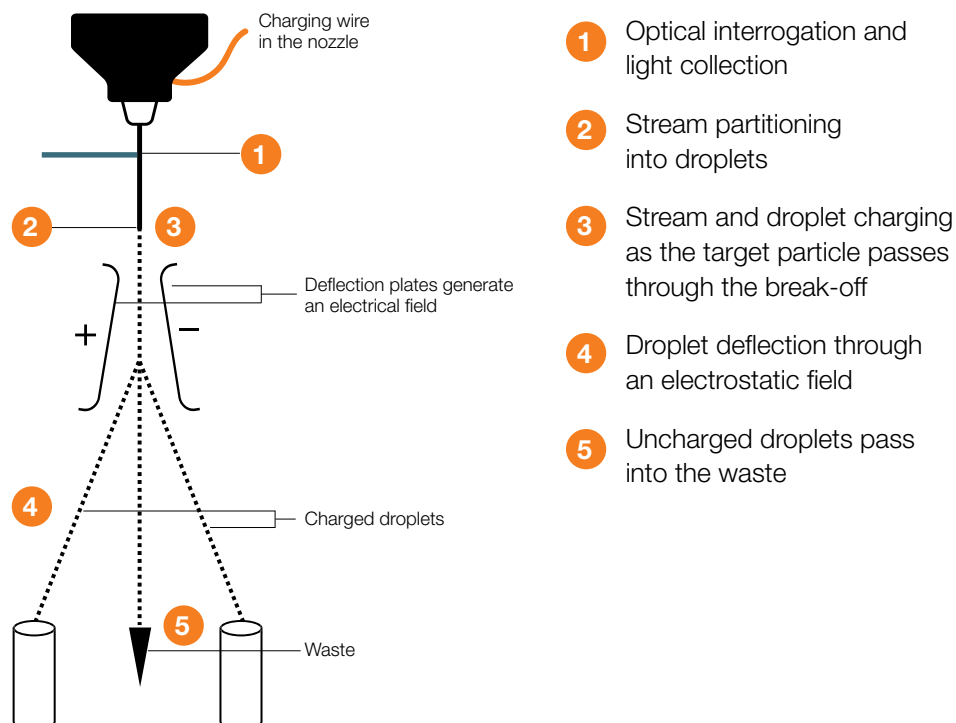 Charging wire
in the nozzle
1
2
3
Deflection plates generate
an electrical field
+
−
4
Charged droplets
5
Waste
1
Optical interrogation and
light collection
2
Stream partitioning
into droplets
3
Stream and droplet charging
as the target particle passes
through the break-off
4
Droplet deflection through
an electrostatic field
5
Uncharged droplets pass
into the waste